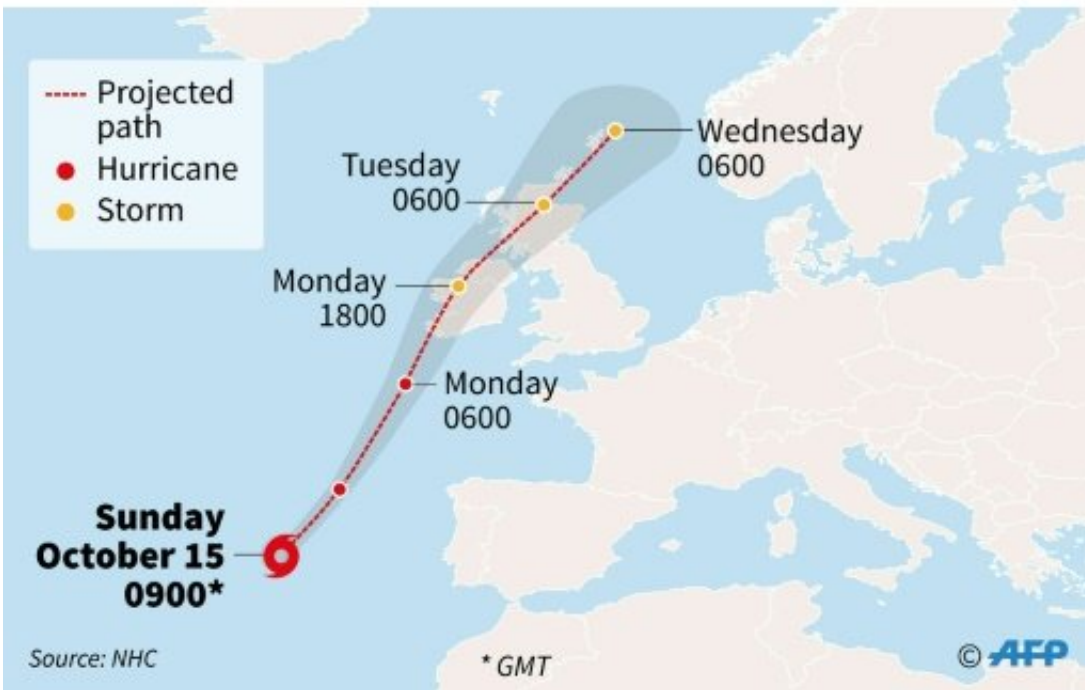 Projected
path
Hurricane
Storm
Wednesday
0600
Tuesday
0600
Monday
1800
Monday
0600
Sunday
October 15
0900*
Source: NHC
* GMT
© AFP